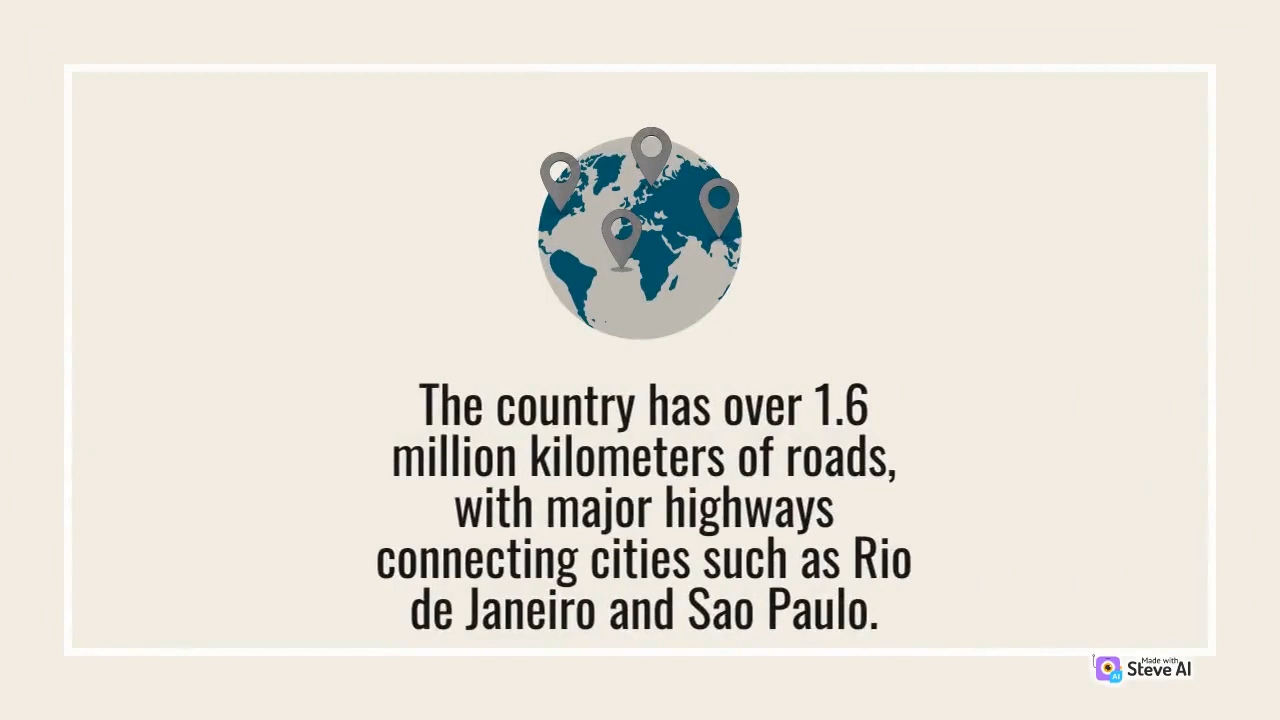 The country has over 1.6
million kilometers of roads,
with major highways
connecting cities such as Rio
de Janeiro and Sao Paulo.
Made with
Steve AI
AI